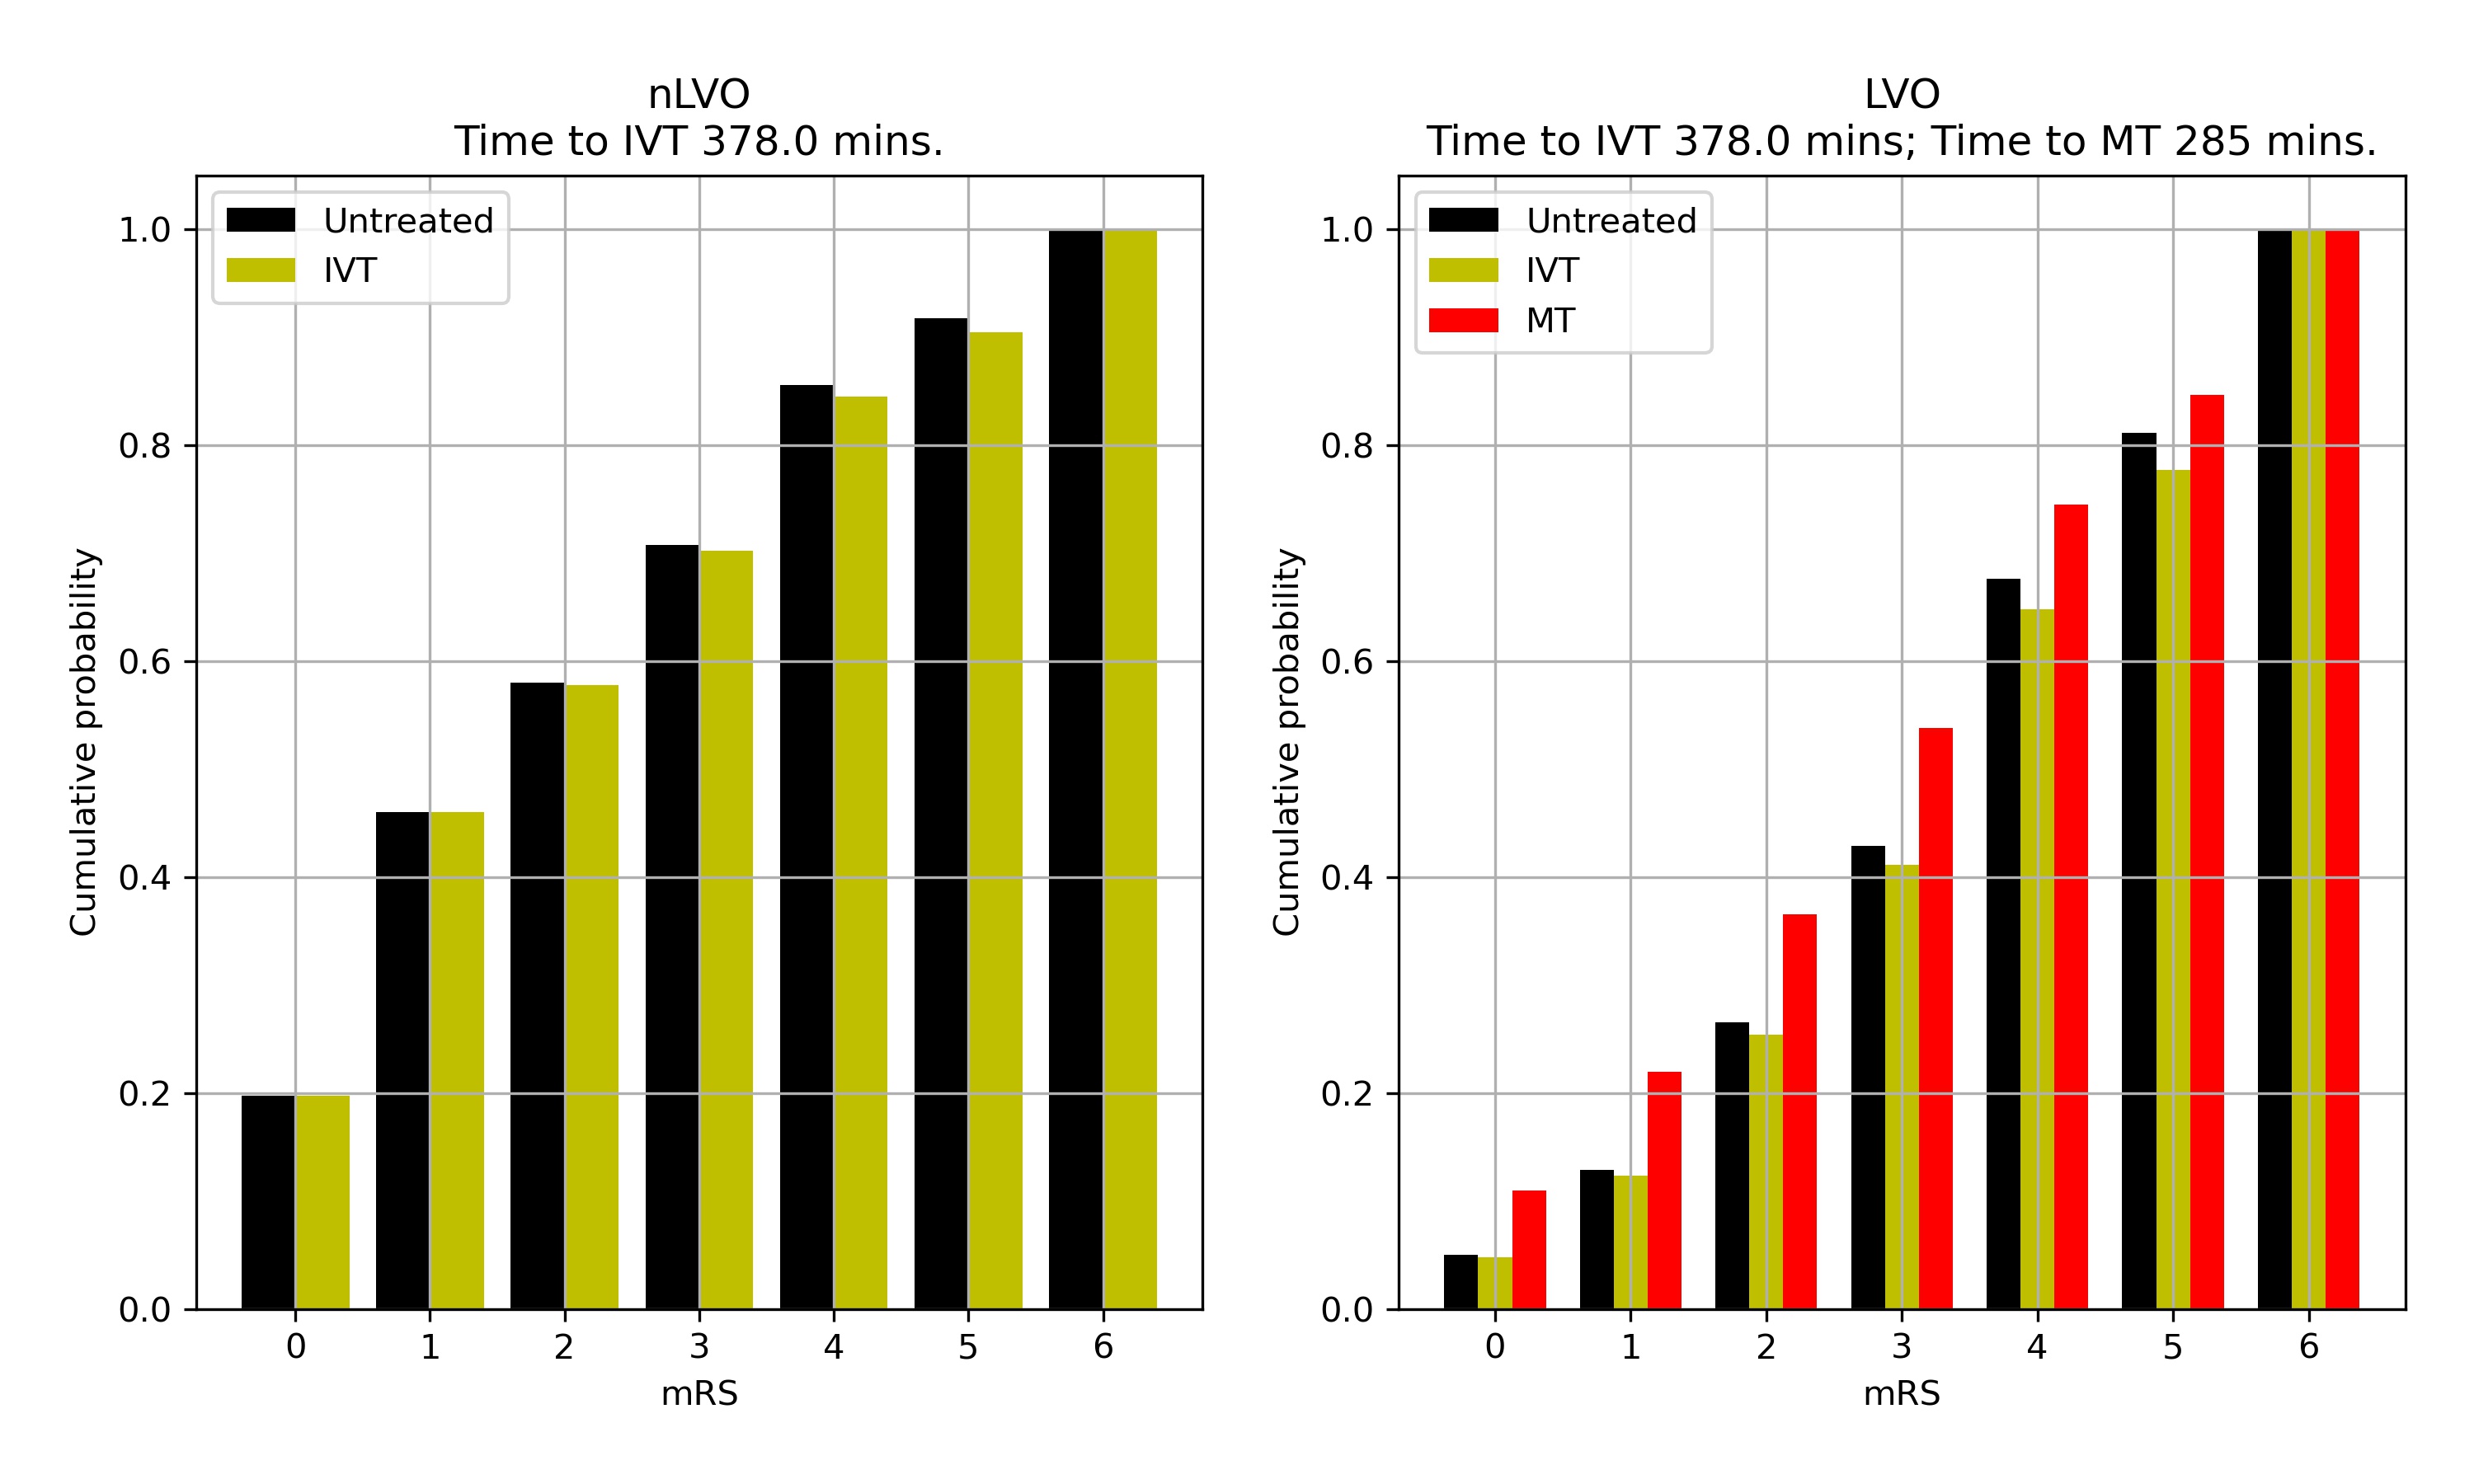 nLVO
Time to IVT 378.0 mins.
Untreated
IVT
1.0
0.8
0.6
0.4
0.2
0.0
Cumulative probability
0 1 2 3 4 5 6
mRS
LVO
Time to IVT 378.0 mins; Time to MT 285 mins.
Untreated
IVT
MT
1.0
0.8
0.6
0.4
0.2
0.0
Cumulative probability
0 1 2 3 4 5 6
mRS